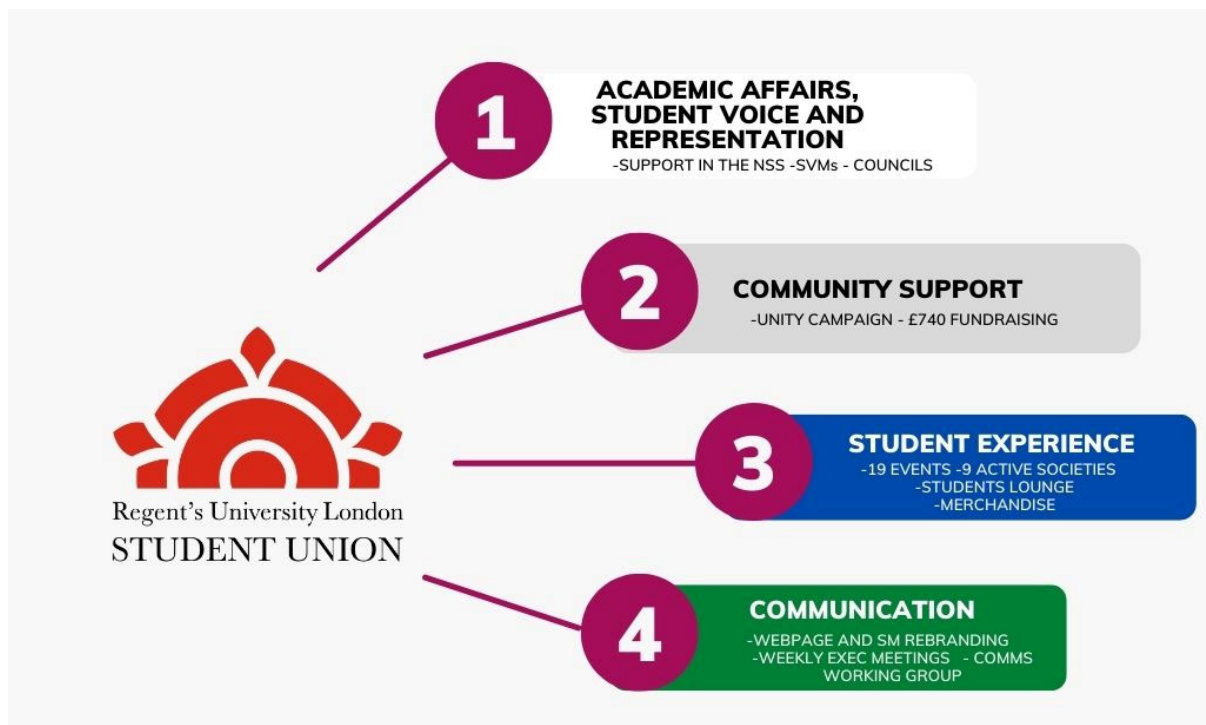 1
ACADEMIC AFFAIRS,
STUDENT VOICE AND
REPRESENTATION
-SUPPORT IN THE NSS -SVMs - COUNCILS
2
COMMUNITY SUPPORT
-UNITY CAMPAIGN - £740 FUNDRAISING
3
STUDENT EXPERIENCE
-19 EVENTS -9 ACTIVE SOCIETIES
-STUDENTS LOUNGE
-MERCHANDISE
Regent's University London
STUDENT UNION
4
COMMUNICATION
-WEBPAGE AND SM REBRANDING
-WEEKLY EXEC MEETINGS - COMMS
WORKING GROUP